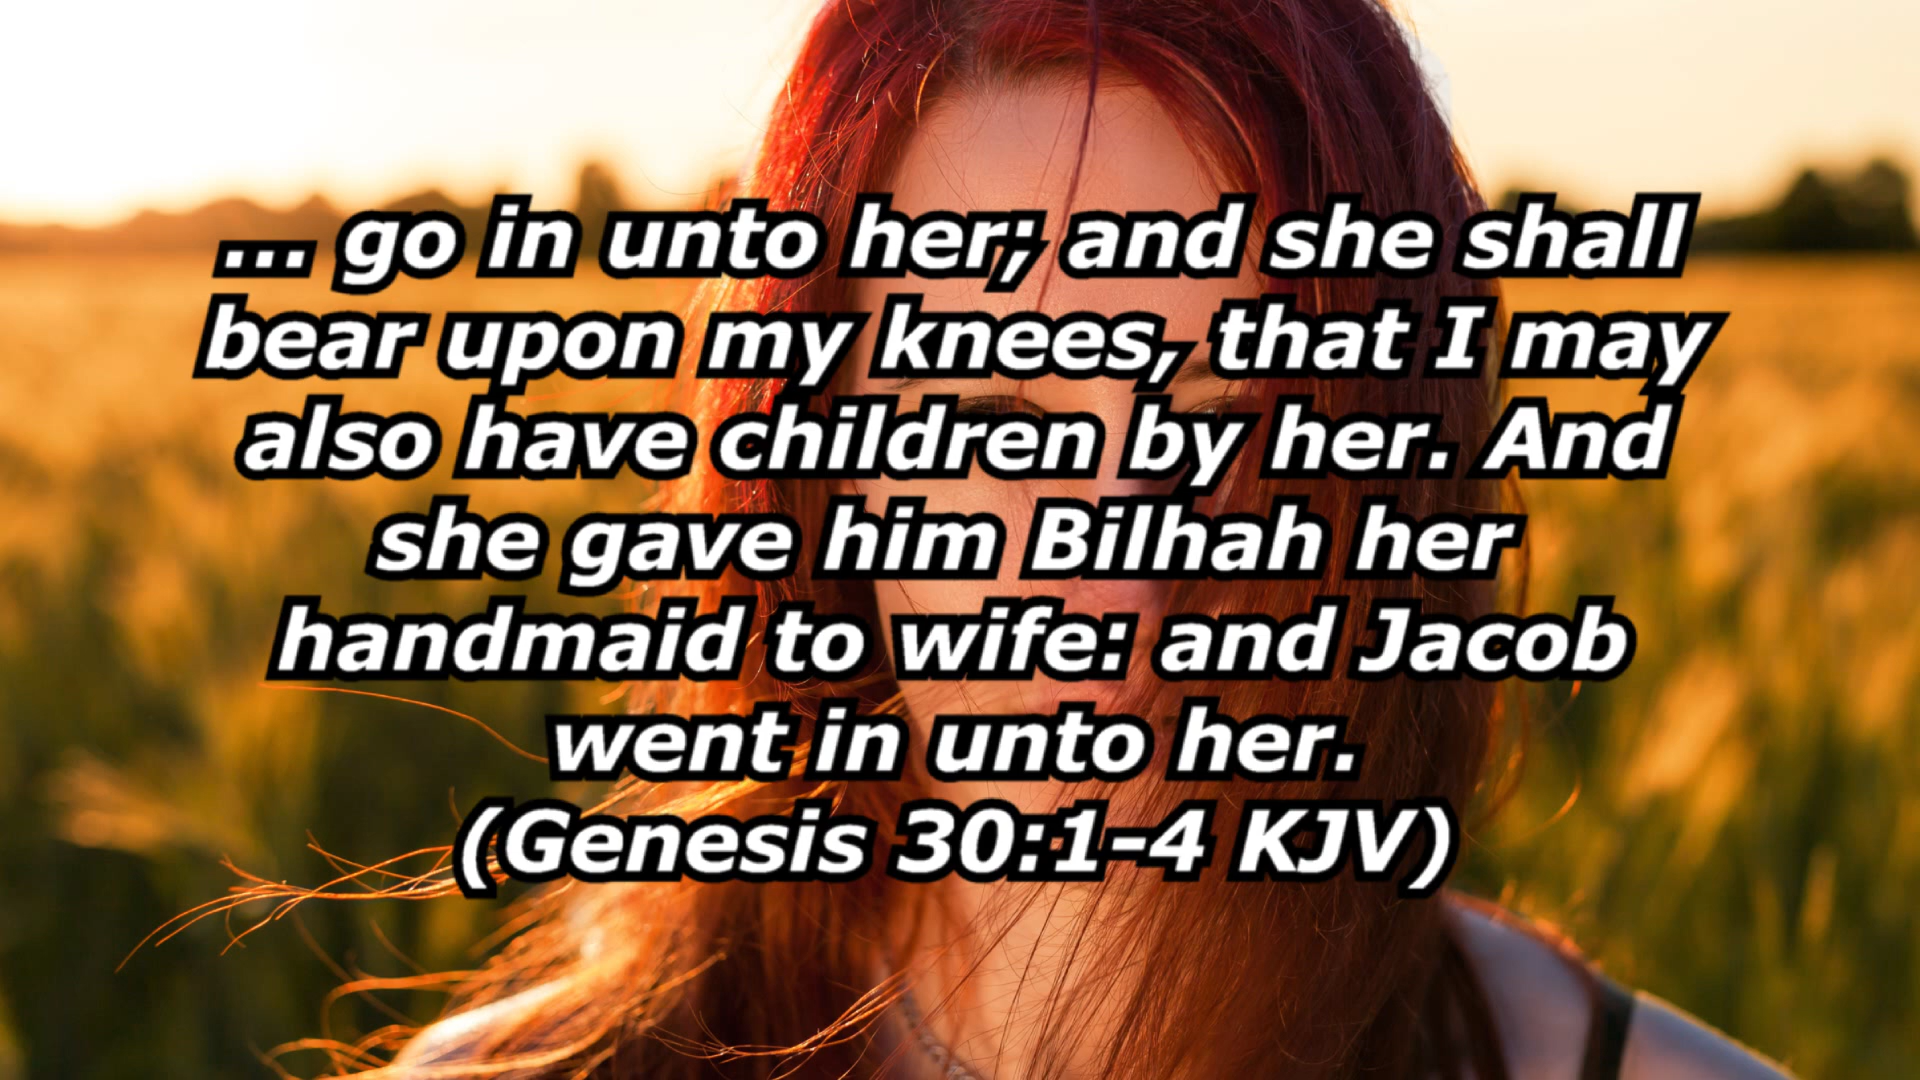 ... go in unto her; and she shall
bear upon my knees, that I may
also have children by her. And
she gave him Bilhah her
handmaid to wife: and Jacob
went in unto her.
(Genesis 30:1-4 KJV)